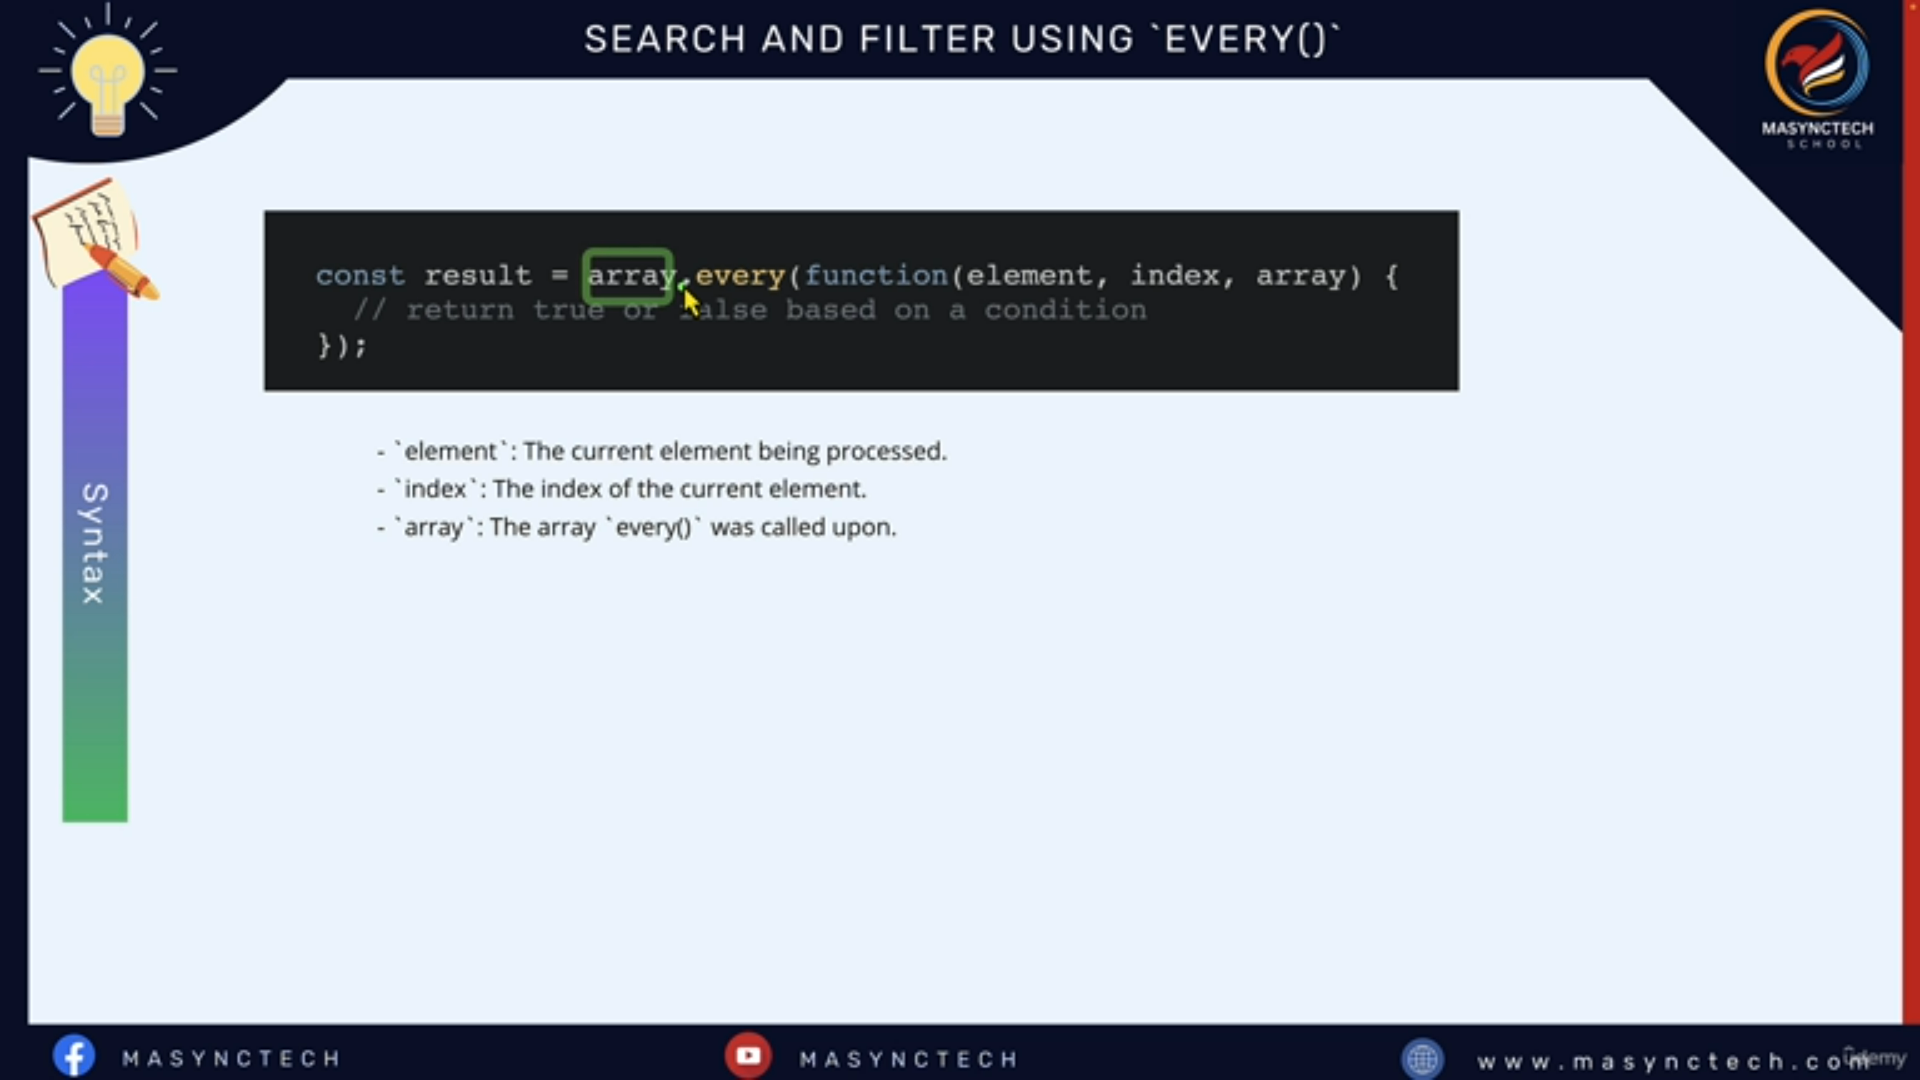 SEARCH AND FILTER USING `EVERY()`
MASYNCTECH
SCHOOL
const result = array.every(function(element, index, array) {
// return true or false based on a condition
});
- `element`: The current element being processed.
- `index`: The index of the current element.
- `array`: The array `every()` was called upon.
Syntax
MASYNCTECH
MASYNCTECH
www.masynctech.com
ûdemy